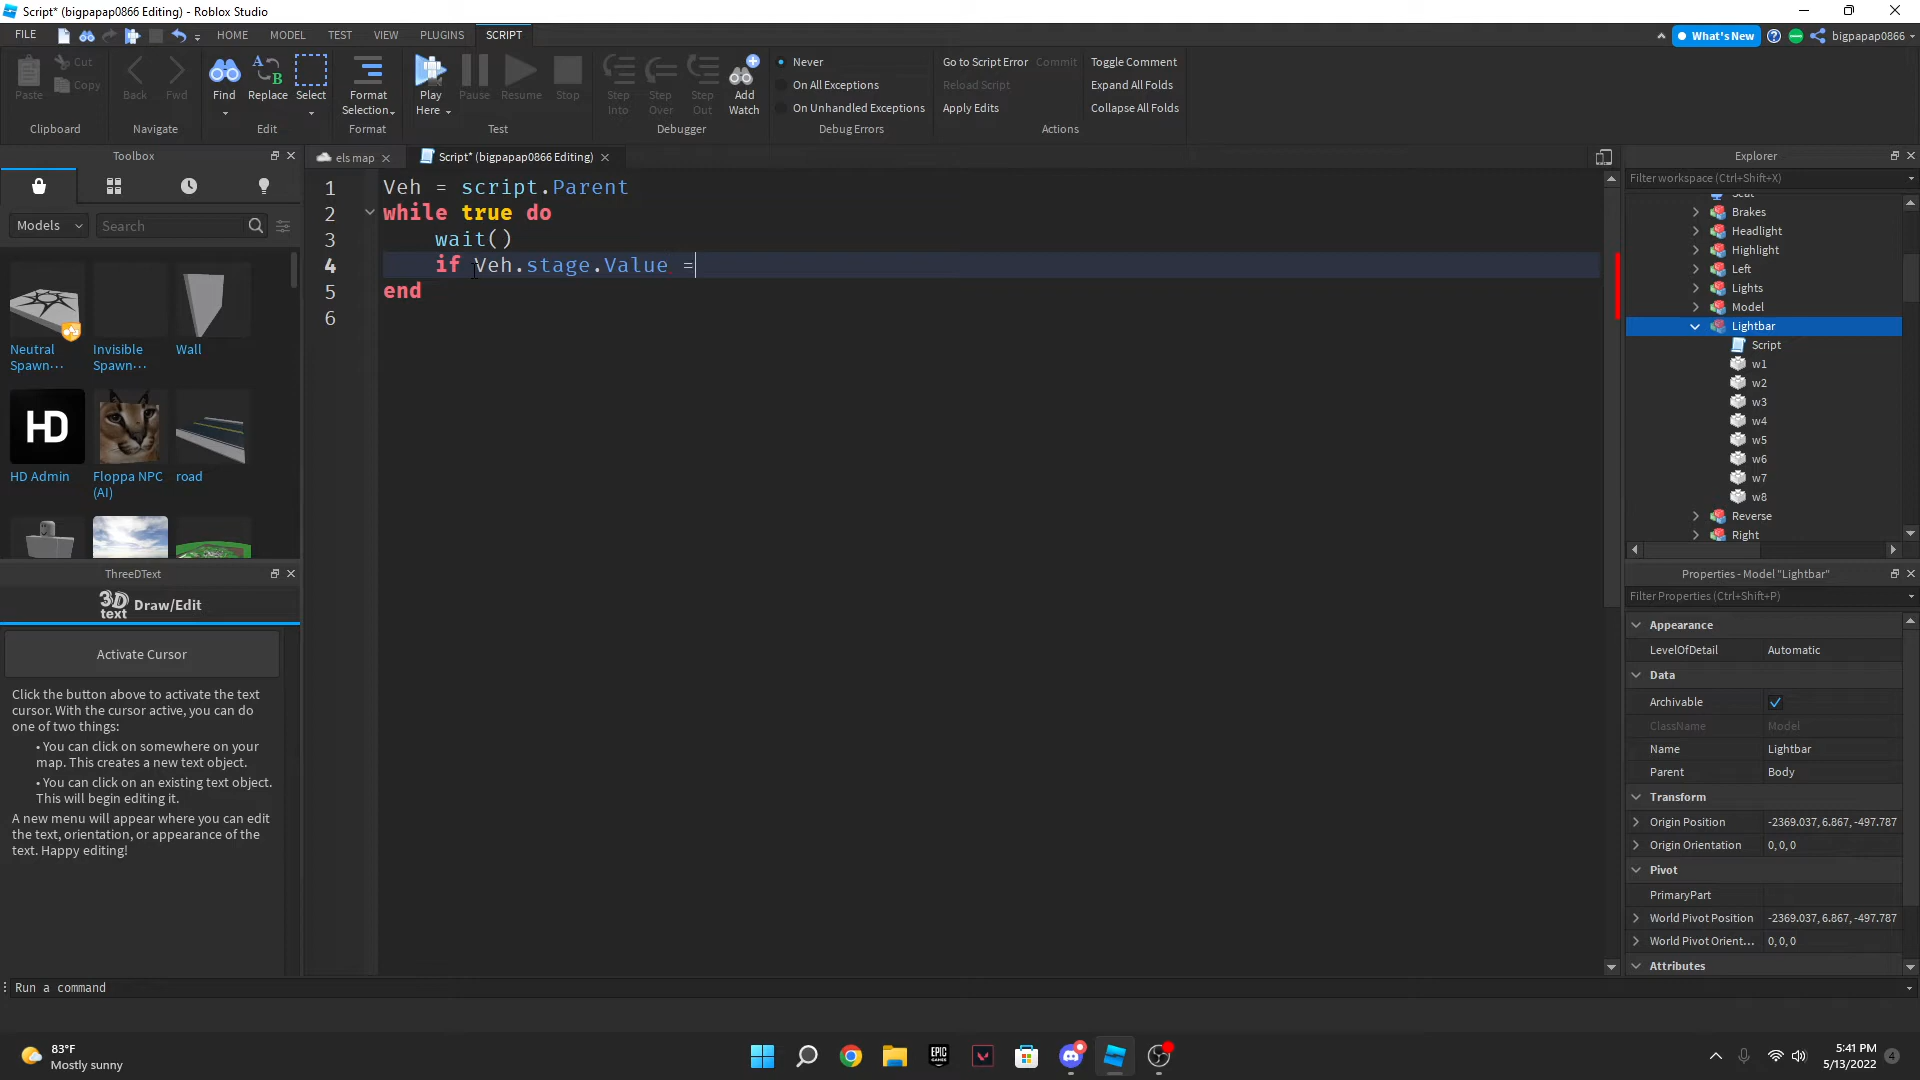 Script* (bigpapap0866 Editing) - Roblox Studio
FILE HOME MODEL TEST VIEW PLUGINS SCRIPT What's New bigpapap0866
Paste Cut Copy Back Fwd Find Replace Select Format Selection Play Here Pause Resume Stop Step Into Step Over Step Out Add Watch
Never
On All Exceptions
On Unhandled Exceptions
Go to Script Error Commit
Reload Script
Apply Edits
Toggle Comment
Expand All Folds
Collapse All Folds
Clipboard Navigate Edit Format Test Debugger Debug Errors Actions
Toolbox
Models Search
Neutral Spawn···
Invisible Spawn···
Wall
HD
HD Admin
Floppa NPC (AI)
road
ThreeDText
3D text Draw/Edit
Activate Cursor
Click the button above to activate the text
cursor. With the cursor active, you can do
one of two things:
• You can click on somewhere on your
map. This creates a new text object.
• You can click on an existing text object.
This will begin editing it.
A new menu will appear where you can edit
the text, orientation, or appearance of the
text. Happy editing!
els map Script* (bigpapap0866 Editing)
1 Veh = script.Parent
2 while true do
3 wait()
4 if Veh.stage.Value =
5 end
6
Explorer
Filter workspace (Ctrl+Shift+X)
Seat
Brakes
Headlight
Highlight
Left
Lights
Model
Lightbar
Script
w1
w2
w3
w4
w5
w6
w7
w8
Reverse
Right
Properties - Model "Lightbar"
Filter Properties (Ctrl+Shift+P)
Appearance
LevelOfDetail Automatic
Data
Archivable
ClassName Model
Name Lightbar
Parent Body
Transform
Origin Position -2369.037, 6.867, -497.787
Origin Orientation 0, 0, 0
Pivot
PrimaryPart
World Pivot Position -2369.037, 6.867, -497.787
World Pivot Orient... 0, 0, 0
Attributes
Run a command
83°F
Mostly sunny
EPIC GAMES
5:41 PM
5/13/2022
4